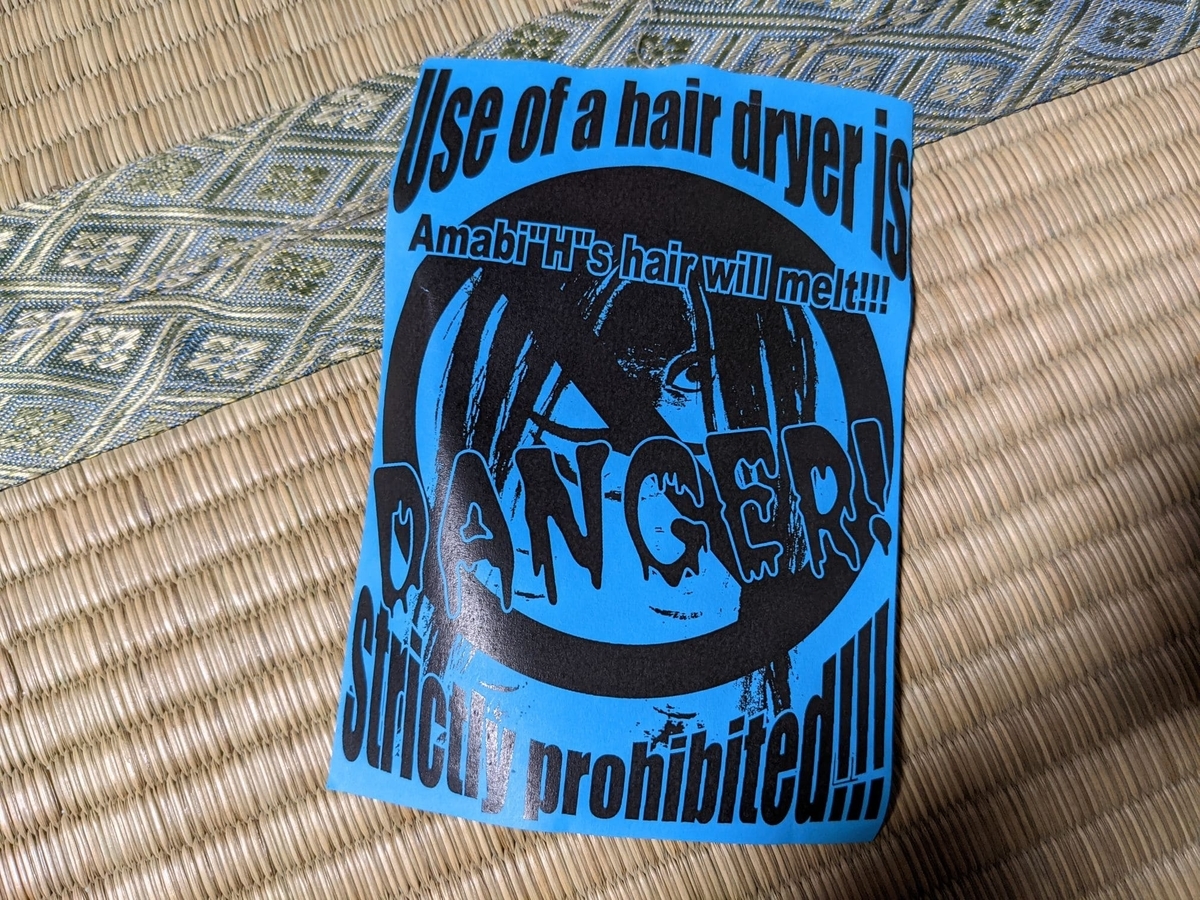 Use of a hair dryer is
Amabi"H"s hair will melt!!!
DANGER!
strictly prohibited!!!